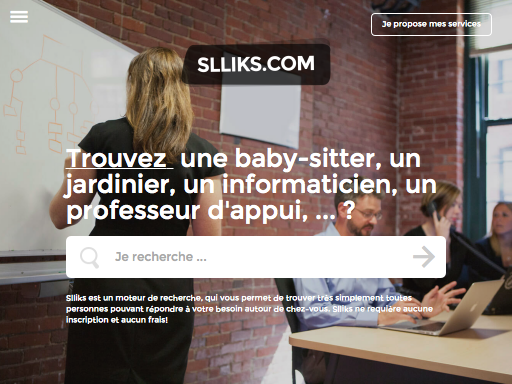 Je propose mes services
SLLIKS.COM
Trouvez une baby-sitter, un
jardinier, un informaticien, un
professeur d'appui, ... ?
Je recherche ...
Slliks est un moteur de recherche, qui vous permet de trouver très simplement toutes
personnes pouvant répondre à votre besoin autour de chez-vous. Slliks ne requière aucune
inscription et aucun frais!